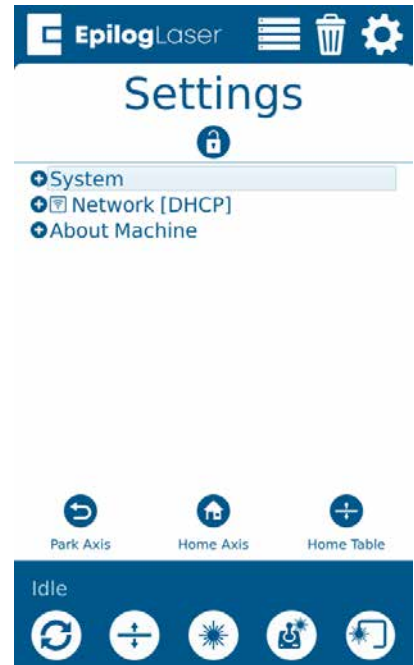 EpilogLaser
Settings
System
Network [DHCP]
About Machine
Park Axis
Home Axis
Home Table
Idle